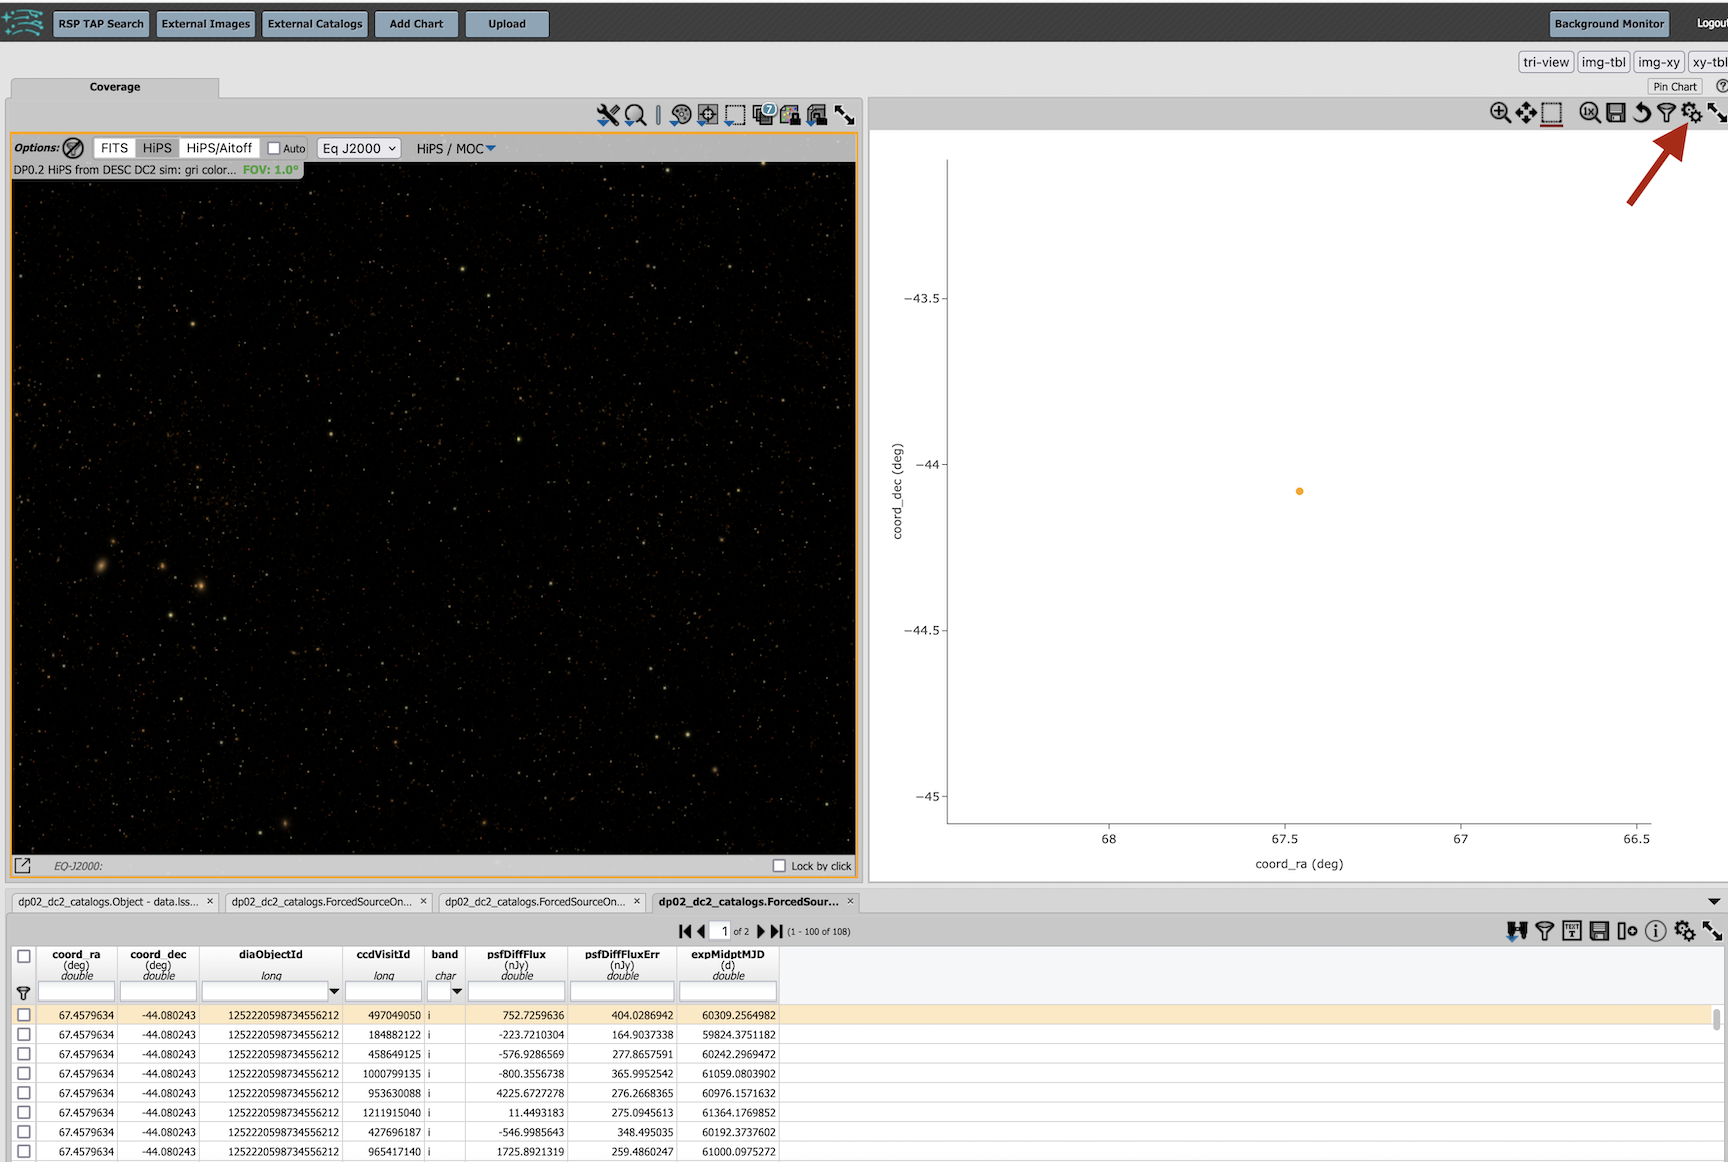 RSP TAP Search External Images External Catalogs Add Chart Upload Background Monitor Logout
tri-view img-tbl img-xy xy-tbl
Coverage
Pin Chart
7
1x
Options: FITS HiPS HiPS/Aitoff Auto Eq J2000 HiPS / MOC
DP0.2 HiPS from DESC DC2 sim: gri color... FOV: 1.0°
−43.5
−44
−44.5
−45
coord_dec (deg)
68 67.5 67 66.5
coord_ra (deg)
EQ-J2000: Lock by click
dp02_dc2_catalogs.Object - data.lss... × dp02_dc2_catalogs.ForcedSourceOn... × dp02_dc2_catalogs.ForcedSourceOn... × dp02_dc2_catalogs.ForcedSour... ×
1 of 2 (1 - 100 of 108)
TEXT T
coord_ra coord_dec diaObjectId ccdVisitId band psfDiffFlux psfDiffFluxErr expMidptMJD
(deg) (deg) (nJy) (nJy) (d)
double double long long char double double double
67.4579634 -44.080243 1252220598734556212 497049050 i 752.7259636 404.0286942 60309.2564982
67.4579634 -44.080243 1252220598734556212 184882122 i -223.7210304 164.9037338 59824.3751182
67.4579634 -44.080243 1252220598734556212 458649125 i -576.9286569 277.8657591 60242.2969472
67.4579634 -44.080243 1252220598734556212 1000799135 i -800.3556738 365.9952542 61059.0803902
67.4579634 -44.080243 1252220598734556212 953630088 i 4225.6727278 276.2668365 60976.1571632
67.4579634 -44.080243 1252220598734556212 1211915040 i 11.4493183 275.0945613 61364.1769852
67.4579634 -44.080243 1252220598734556212 427696187 i -546.9985643 348.495035 60192.3737602
67.4579634 -44.080243 1252220598734556212 965417140 i 1725.8921319 259.4860247 61000.0975272